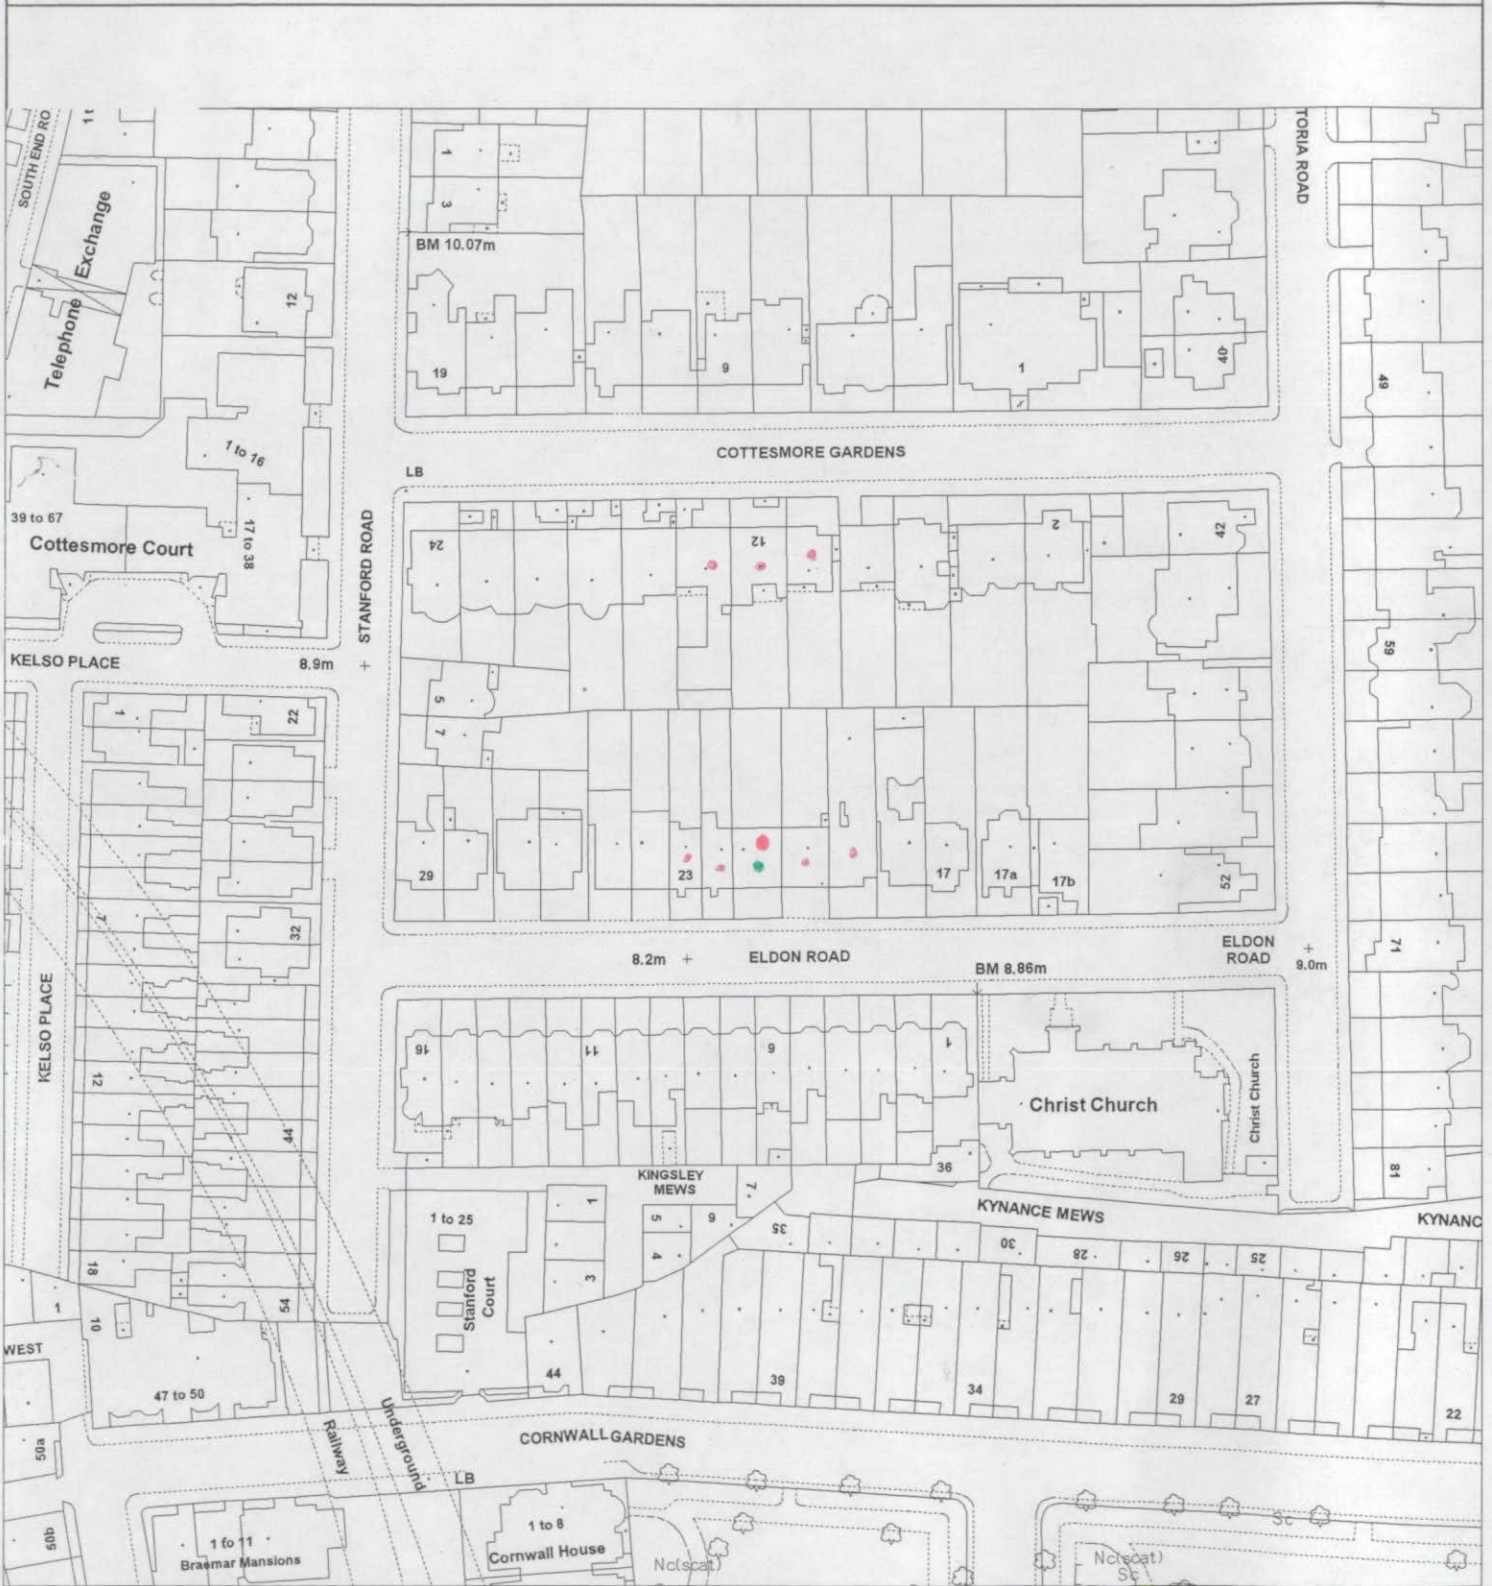 SOUTH END RO
1 t
1
3
TORIA ROAD
BM 10.07m
Telephone Exchange
12
19
9
1
40
49
1 to 16
COTTESMORE GARDENS
LB
39 to 67
Cottesmore Court
17 to 38
STANFORD ROAD
24
12
2
42
KELSO PLACE
8.9m
59
5
7
1
22
29
23
17
17a
17b
52
7
32
8.2m
ELDON ROAD
BM 8.86m
ELDON
ROAD
9.0m
71
KELSO PLACE
16
11
6
1
12
Christ Church
Christ Church
44
36
81
KINGSLEY
MEWS
7
KYNANCE MEWS
KYNANC
1 to 25
1
5
6
35
4
30
28
26
25
3
18
Stanford
Court
1
10
54
WEST
47 to 50
44
39
34
29
27
22
50a
Railway
Underground
CORNWALL GARDENS
LB
50b
1 to 11
Braemar Mansions
1 to 8
Cornwall House
Nc(scat)
Sc
Nc(scat)
Sc